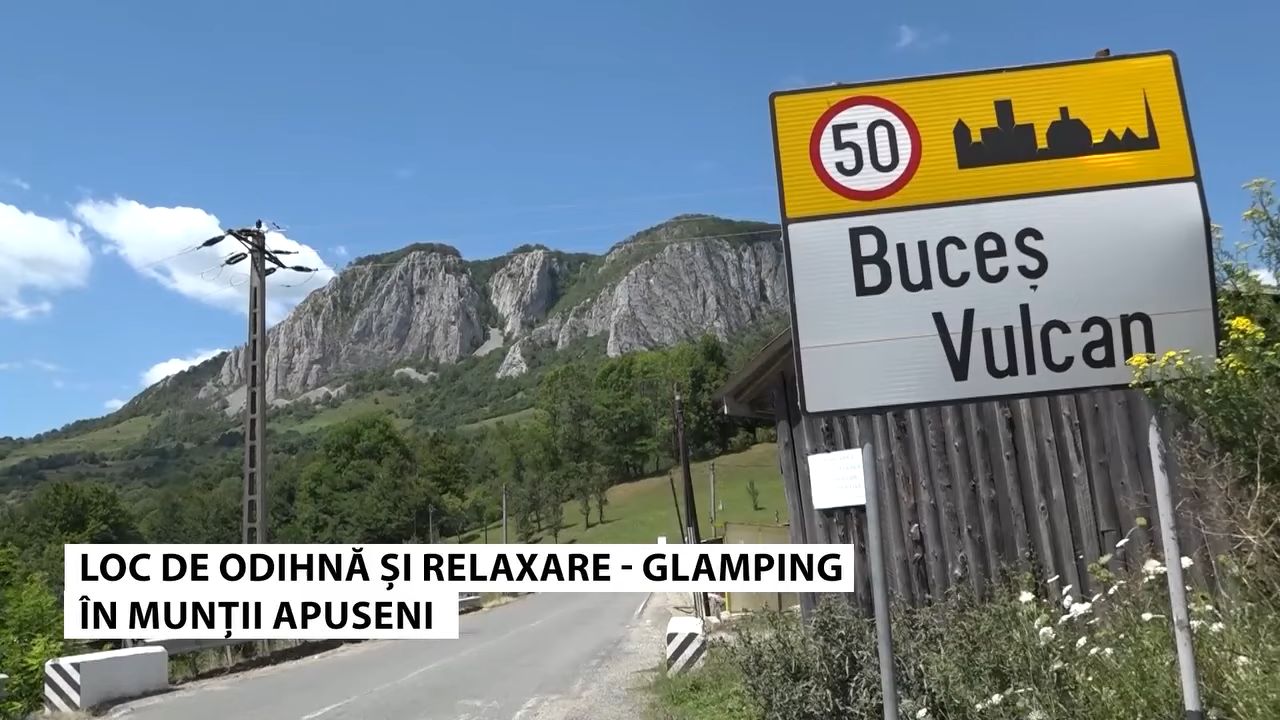 50
Buceș
Vulcan
LOC DE ODIHNĂ ȘI RELAXARE - GLAMPING
ÎN MUNȚII APUSENI